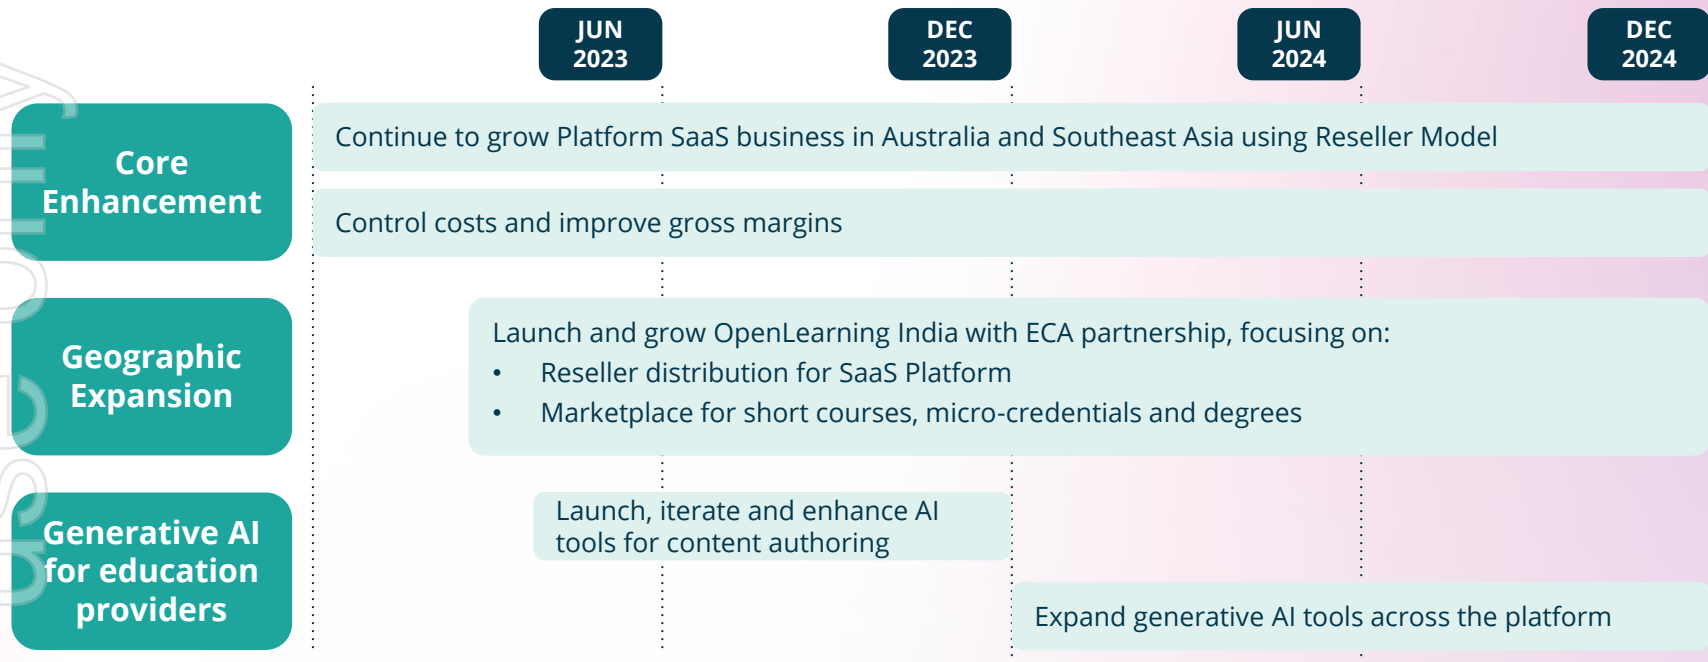 JUN
2023
DEC
2023
JUN
2024
DEC
2024
Core
Enhancement
Continue to grow Platform SaaS business in Australia and Southeast Asia using Reseller Model
Control costs and improve gross margins
Geographic
Expansion
Launch and grow OpenLearning India with ECA partnership, focusing on:
• Reseller distribution for SaaS Platform
• Marketplace for short courses, micro-credentials and degrees
Generative AI
for education
providers
Launch, iterate and enhance AI
tools for content authoring
Expand generative AI tools across the platform
use only